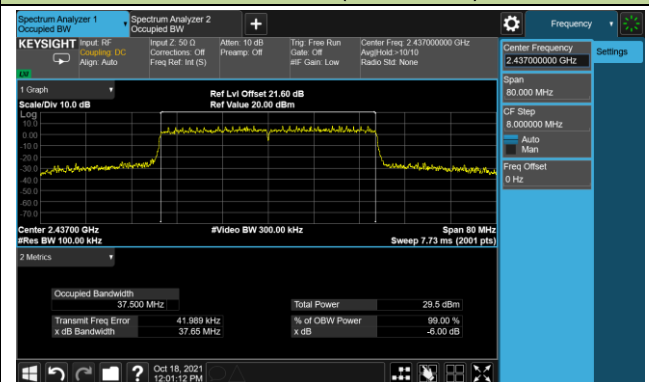 Spectrum Analyzer 1
Occupied BW
Spectrum Analyzer 2
Occupied BW
+
Frequency
KEYSIGHT
Input: RF
Coupling: DC
Align: Auto
Input Z: 50 Ω
Corrections: Off
Freq Ref: Int (S)
Atten: 10 dB
Preamp: Off
Trig: Free Run
Gate: Off
#IF Gain: Low
Center Freq: 2.437000000 GHz
Avg|Hold:>10/10
Radio Std: None
Center Frequency
2.437000000 GHz
Settings
Span
80.000 MHz
CF Step
8.000000 MHz
Auto
Man
Freq Offset
0 Hz
1 Graph
Scale/Div 10.0 dB
Ref Lvl Offset 21.60 dB
Ref Value 20.00 dBm
Log
10.0
0.00
-10.0
-20.0
-30.0
-40.0
-50.0
-60.0
-70.0
Center 2.43700 GHz
#Res BW 100.00 kHz
#Video BW 300.00 kHz
Span 80 MHz
Sweep 7.73 ms (2001 pts)
2 Metrics
Occupied Bandwidth
37.500 MHz
Total Power 29.5 dBm
Transmit Freq Error 41.989 kHz
% of OBW Power 99.00 %
x dB Bandwidth 37.65 MHz
x dB -6.00 dB
?
Oct 18, 2021
12:01:12 PM